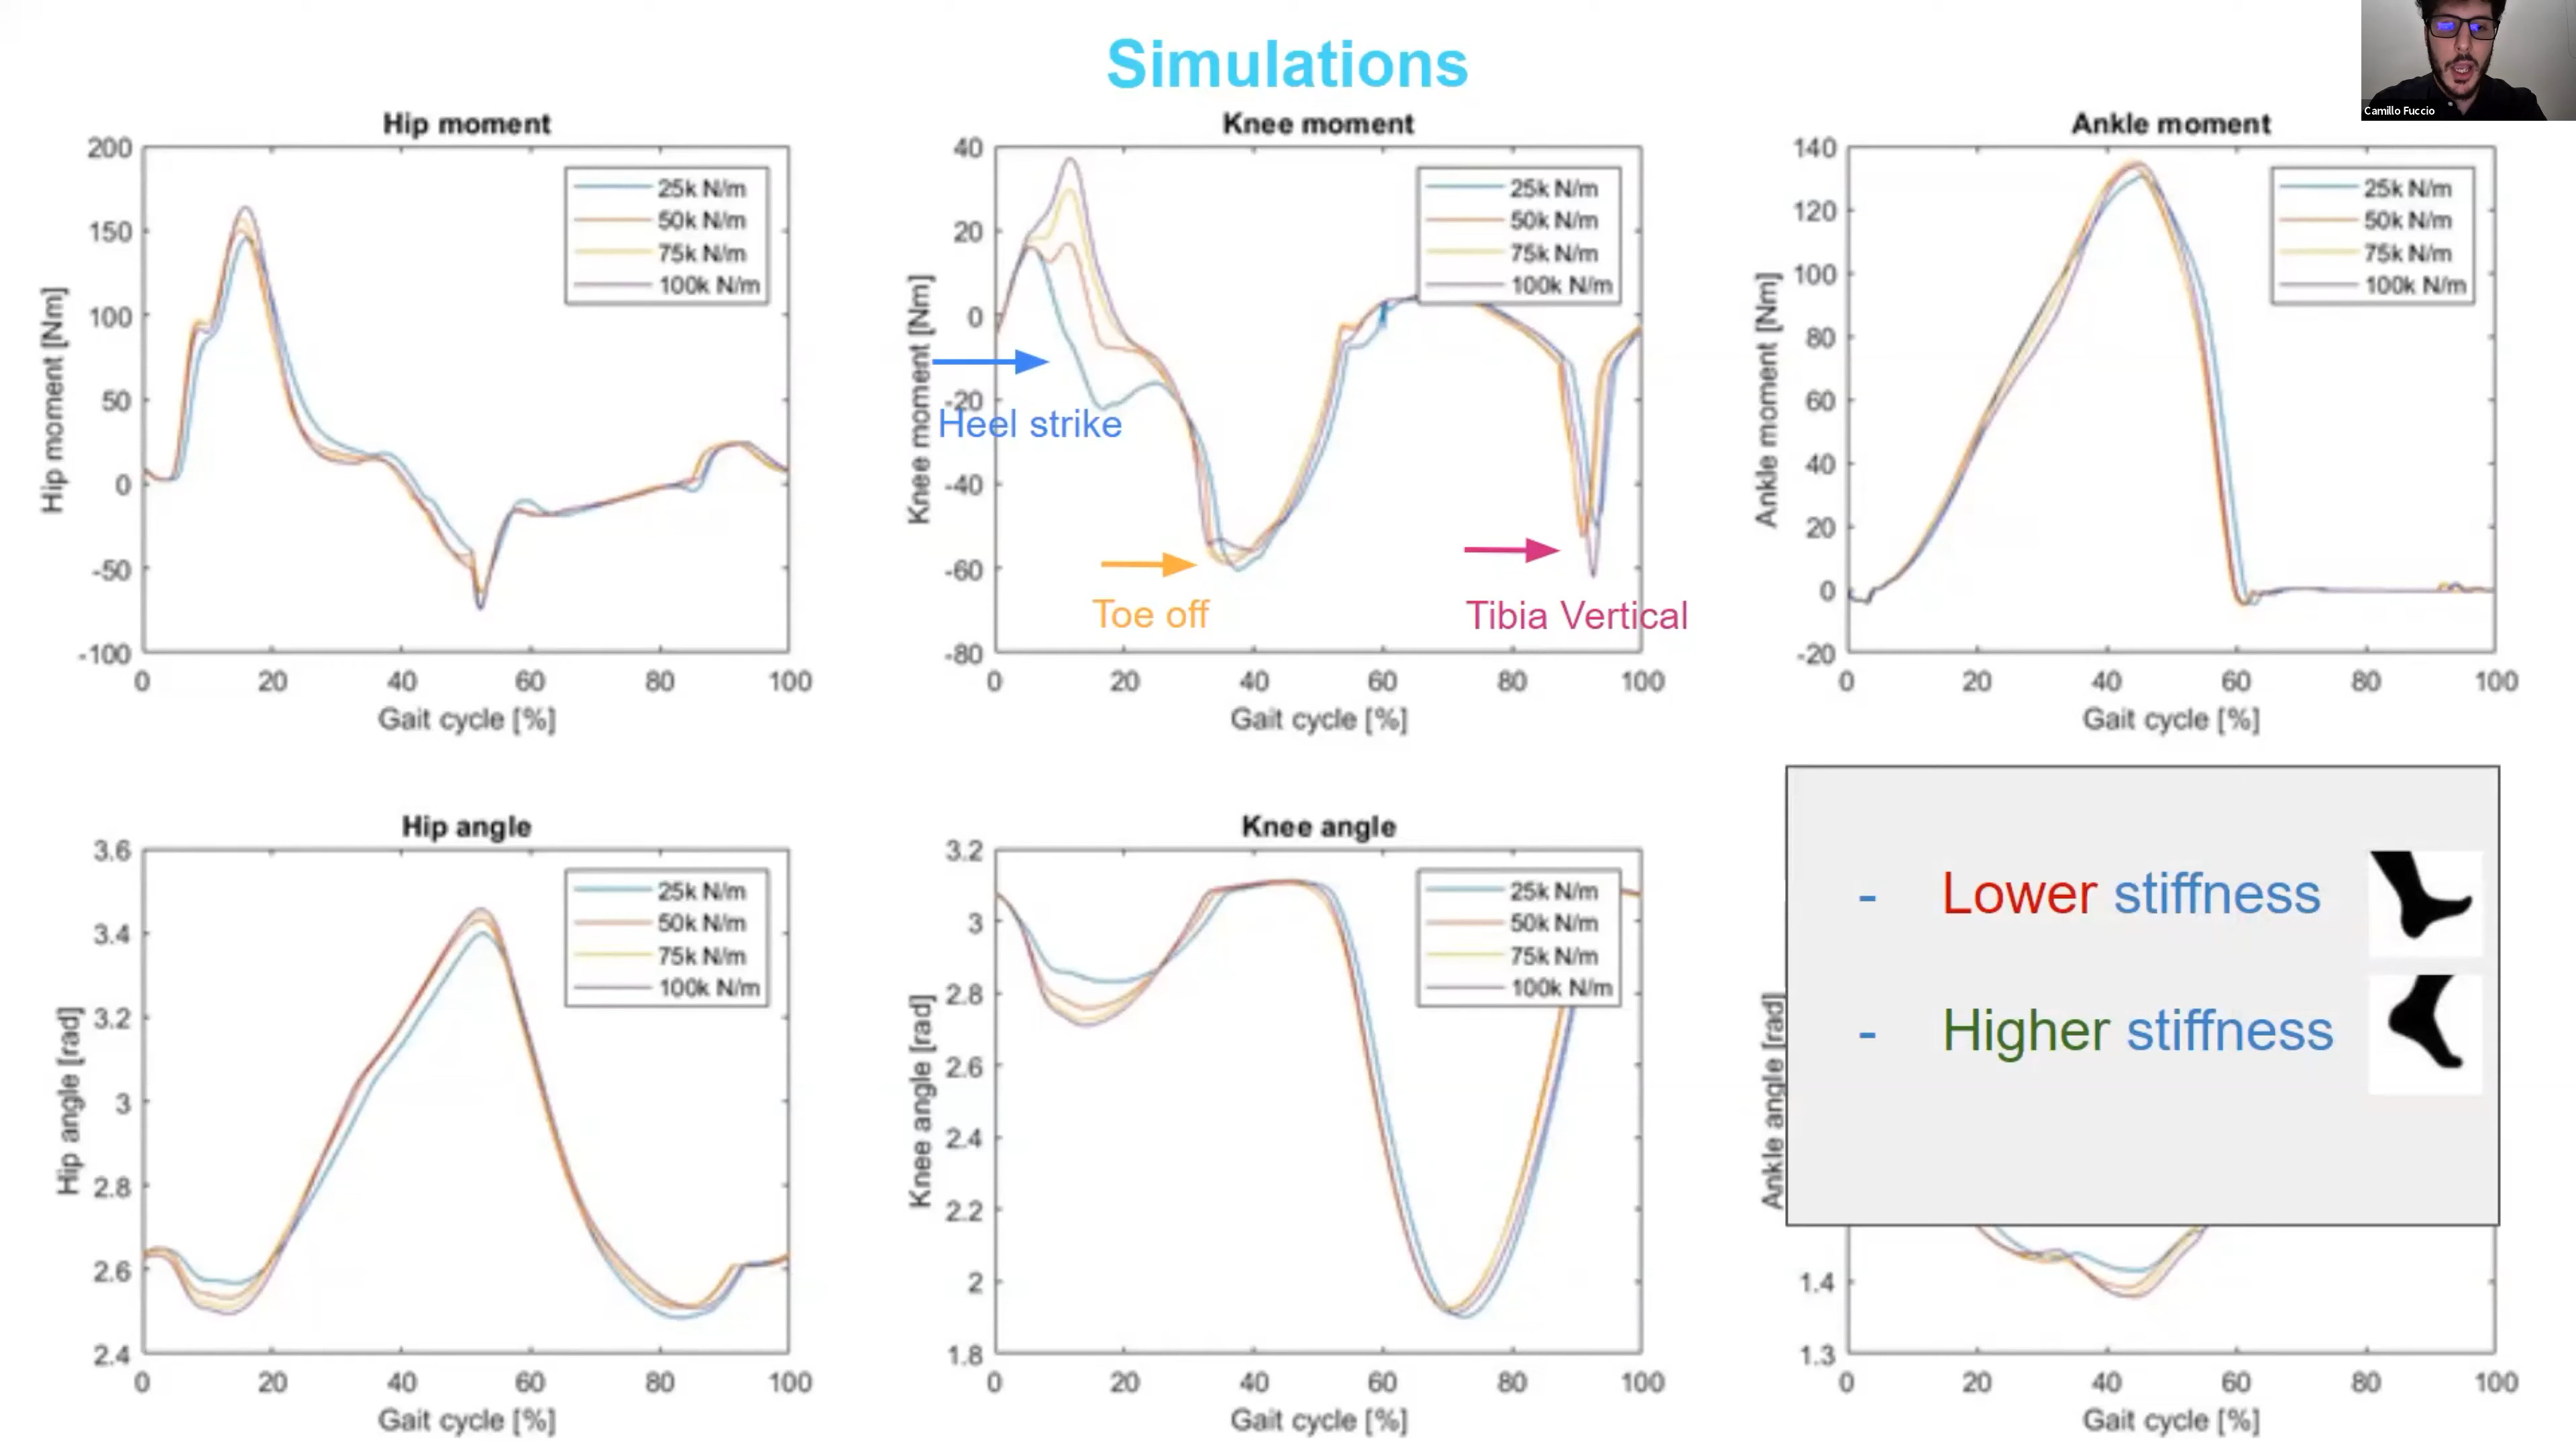 Simulations
Camillo Fuccio
Hip moment
200
150
100
50
0
-50
-100
Hip moment [Nm]
25k N/m
50k N/m
75k N/m
100k N/m
0 20 40 60 80 100
Gait cycle [%]
Knee moment
40
20
0
-20
-40
-60
-80
Knee moment [Nm]
25k N/m
50k N/m
75k N/m
100k N/m
Heel strike
Toe off
Tibia Vertical
0 20 40 60 80 100
Gait cycle [%]
Ankle moment
140
120
100
80
60
40
20
0
-20
Ankle moment [Nm]
25k N/m
50k N/m
75k N/m
100k N/m
0 20 40 60 80 100
Gait cycle [%]
Hip angle
3.6
3.4
3.2
3
2.8
2.6
2.4
Hip angle [rad]
25k N/m
50k N/m
75k N/m
100k N/m
0 20 40 60 80 100
Gait cycle [%]
Knee angle
3.2
3
2.8
2.6
2.4
2.2
2
1.8
Knee angle [rad]
25k N/m
50k N/m
75k N/m
100k N/m
0 20 40 60 80 100
Gait cycle [%]
- Lower stiffness
- Higher stiffness
Ankle angle [rad]
1.4
1.3
0 20 40 60 80 100
Gait cycle [%]